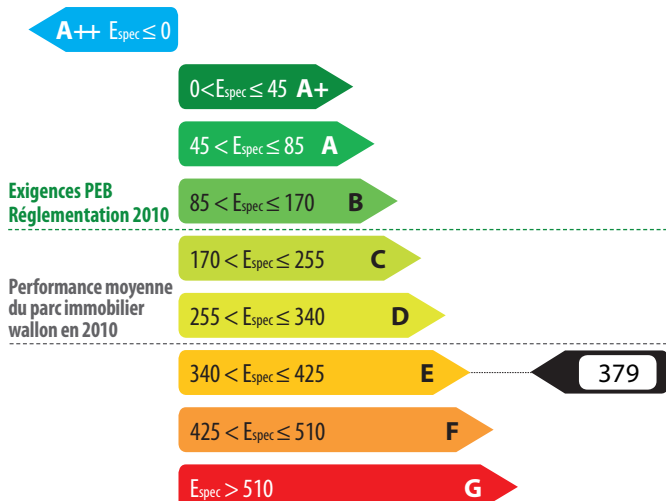 A++ Espec ≤ 0
0 < Espec ≤ 45 A+
45 < Espec ≤ 85 A
Exigences PEB
Réglementation 2010
85 < Espec ≤ 170 B
170 < Espec ≤ 255 C
Performance moyenne
du parc immobilier
wallon en 2010
255 < Espec ≤ 340 D
340 < Espec ≤ 425 E
379
425 < Espec ≤ 510 F
Espec > 510 G